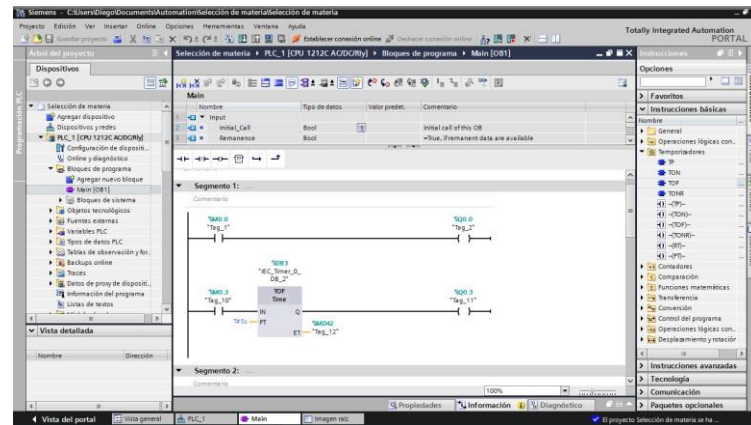 Siemens - C:\Users\Diego\Documents\Automation\Selección de materia\Selección de materia
Proyecto Edición Ver Insertar Online Opciones Herramientas Ventana Ayuda
Totally Integrated Automation
PORTAL
Guardar proyecto
Establecer conexión online
Deshacer conexión online
Árbol del proyecto
Dispositivos
Programación PLC
Selección de materia
Agregar dispositivo
Dispositivos y redes
PLC_1 [CPU 1212C AC/DC/Rly]
Configuración de dispositi...
Online y diagnóstico
Bloques de programa
Agregar nuevo bloque
Main [OB1]
Bloques de sistema
Objetos tecnológicos
Fuentes externas
Variables PLC
Tipos de datos PLC
Tablas de observación y for..
Backups online
Traces
Datos de proxy de dispositi..
Información del programa
Listas de textos
Vista detallada
Nombre Dirección
Selección de materia PLC_1 [CPU 1212C AC/DC/Rly] Bloques de programa Main [OB1]
Main
Nombre Tipo de datos Valor predet. Comentario
1 Input
2 Initial_Call Bool Initial call of this OB
3 Remanence Bool =True, if remanent data are available
Segmento 1: ...
Comentario
%M0.0 %Q0.0
"Tag_1" "Tag_2"
%DB3
"IEC_Timer_0_
DB_2"
%M0.3 TOF %Q0.3
"Tag_10" Time "Tag_11"
IN Q
T#5s PT %MD42
ET "Tag_12"
Segmento 2: ...
Comentario
100%
Propiedades Información Diagnóstico
Instrucciones
Opciones
Favoritos
Instrucciones básicas
Nombre
General
Operaciones lógicas con..
Temporizadores
TP
TON
TOF
TONR
-(TP)-
-(TON)-
-(TOF)-
-(TONR)-
-(RT)-
-(PT)-
Contadores
Comparación
Funciones matemáticas
Transferencia
Conversión
Control del programa
Operaciones lógicas con..
Desplazamiento y rotación
Instrucciones avanzadas
Tecnología
Comunicación
Paquetes opcionales
Vista del portal Vista general PLC_1 Main Imagen raíz El proyecto Selección de materia se ha ...